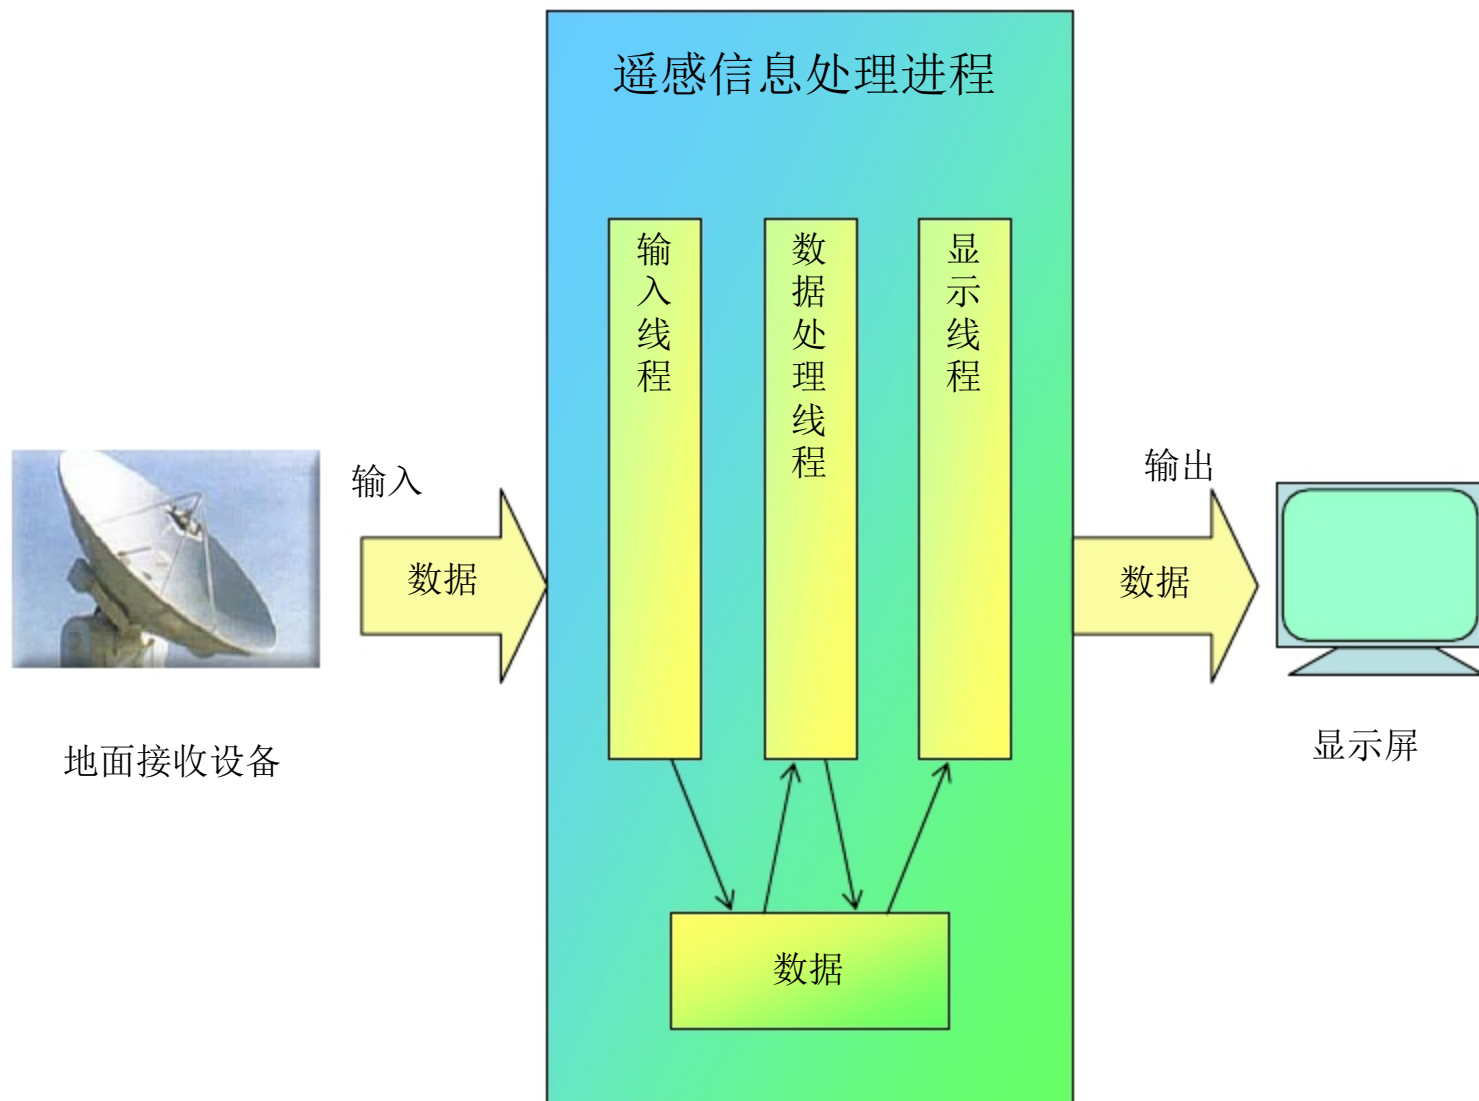 遥感信息处理进程
输入线程
数据处理线程
显示线程
输入
数据
地面接收设备
数据
输出
数据
显示屏